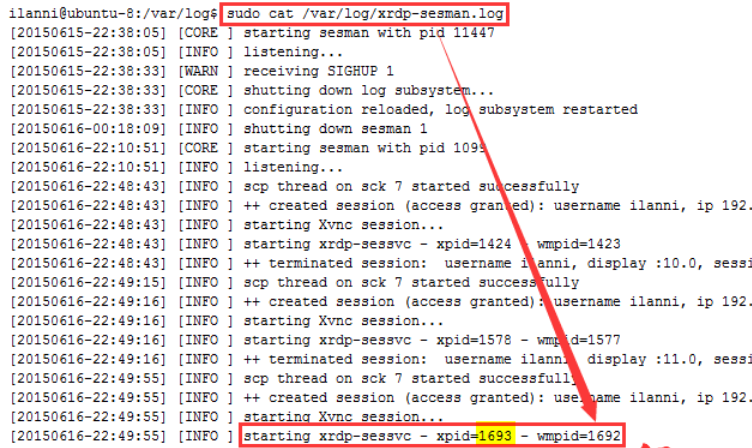 ilanni@ubuntu-8:/var/log$ sudo cat /var/log/xrdp-sesman.log
[20150615-22:38:05] [CORE ] starting sesman with pid 11447
[20150615-22:38:05] [INFO ] listening...
[20150615-22:38:33] [WARN ] receiving SIGHUP 1
[20150615-22:38:33] [CORE ] shutting down log subsystem...
[20150615-22:38:33] [INFO ] configuration reloaded, log subsystem restarted
[20150616-00:18:09] [INFO ] shutting down sesman 1
[20150616-22:10:51] [CORE ] starting sesman with pid 1099
[20150616-22:10:51] [INFO ] listening...
[20150616-22:48:43] [INFO ] scp thread on sck 7 started successfully
[20150616-22:48:43] [INFO ] ++ created session (access granted): username ilanni, ip 192.
[20150616-22:48:43] [INFO ] starting Xvnc session...
[20150616-22:48:43] [INFO ] starting xrdp-sessvc - xpid=1424 - wmpid=1423
[20150616-22:48:43] [INFO ] ++ terminated session:  username ilanni, display :10.0, sessi
[20150616-22:49:15] [INFO ] scp thread on sck 7 started successfully
[20150616-22:49:16] [INFO ] ++ created session (access granted): username ilanni, ip 192.
[20150616-22:49:16] [INFO ] starting Xvnc session...
[20150616-22:49:16] [INFO ] starting xrdp-sessvc - xpid=1578 - wmpid=1577
[20150616-22:49:16] [INFO ] ++ terminated session:  username ilanni, display :11.0, sessi
[20150616-22:49:55] [INFO ] scp thread on sck 7 started successfully
[20150616-22:49:55] [INFO ] ++ created session (access granted): username ilanni, ip 192.
[20150616-22:49:55] [INFO ] starting Xvnc session...
[20150616-22:49:55] [INFO ] starting xrdp-sessvc - xpid=1693 - wmpid=1692